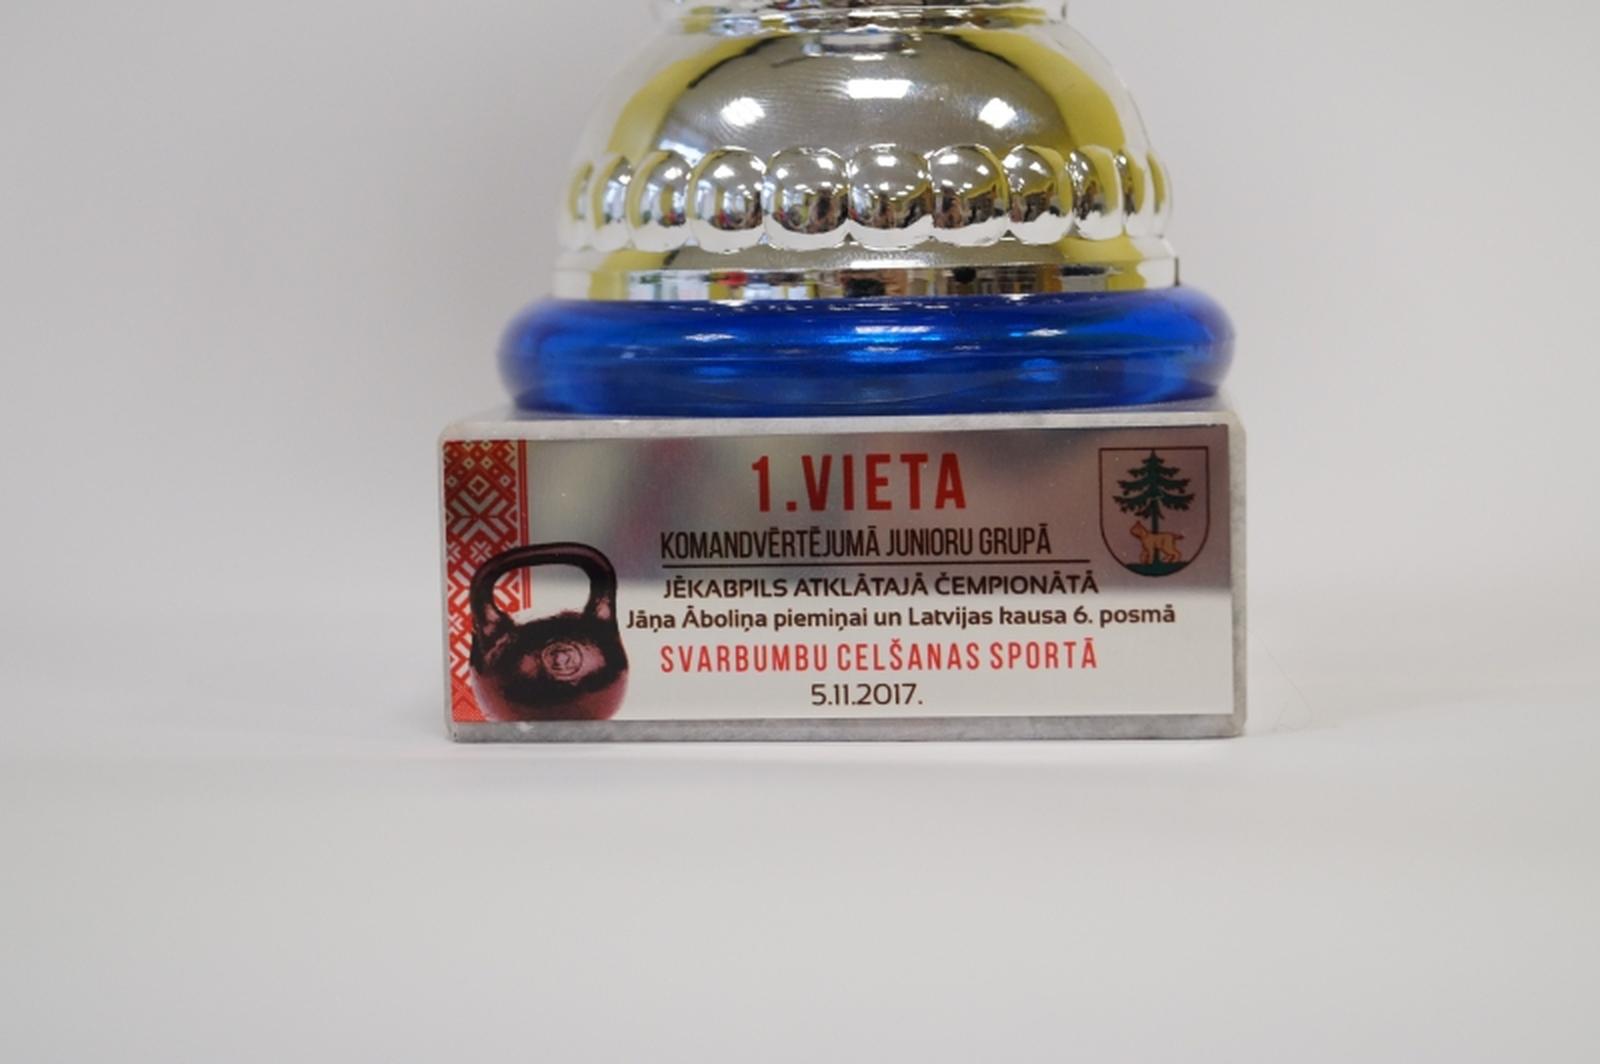 1.VIETA
KOMANDVĒRTĒJUMĀ JUNIORU GRUPĀ
JĒKABPILS ATKLĀTAJĀ ČEMPIONĀTĀ
Jāņa Āboliņa piemiņai un Latvijas kausa 6. posmā
SVARBUMBU CELŠANAS SPORTĀ
5.11.2017.